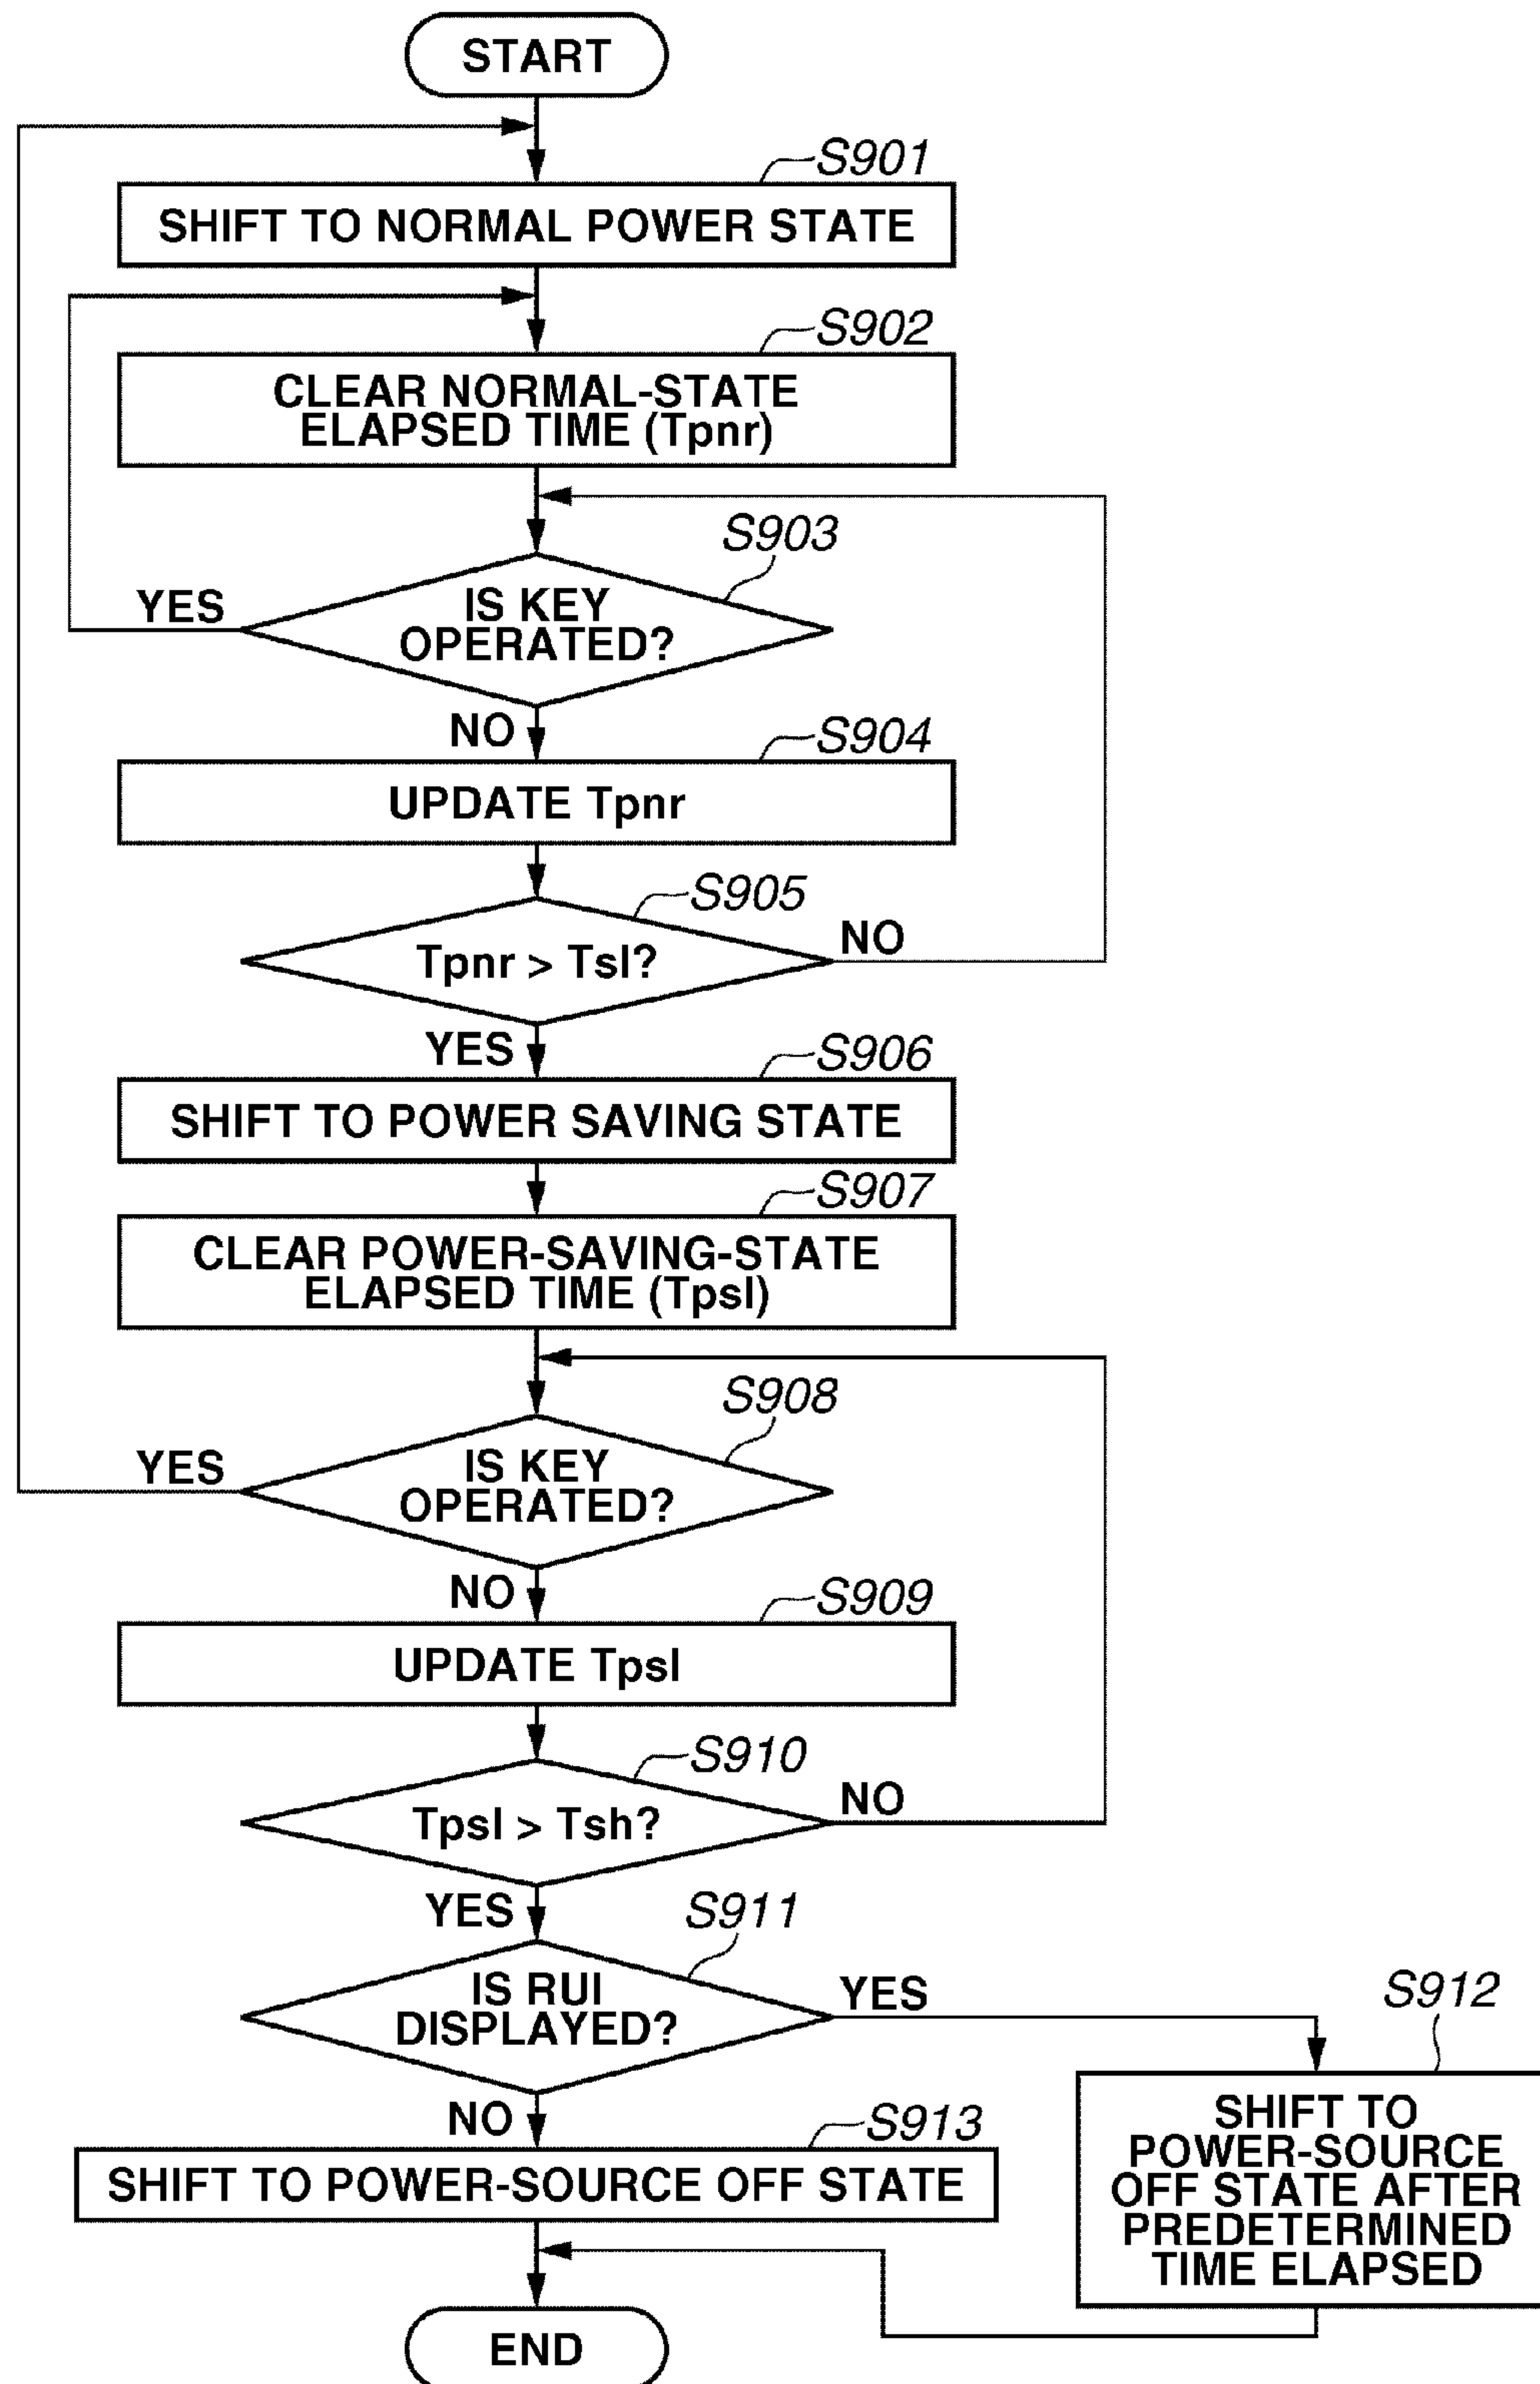 START
S901
SHIFT TO NORMAL POWER STATE
S902
CLEAR NORMAL-STATE
ELAPSED TIME (Tpnr)
S903
IS KEY
OPERATED?
YES
NO
S904
UPDATE Tpnr
S905
Tpnr > Tsl?
NO
YES
S906
SHIFT TO POWER SAVING STATE
S907
CLEAR POWER-SAVING-STATE
ELAPSED TIME (Tpsl)
S908
IS KEY
OPERATED?
YES
NO
S909
UPDATE Tpsl
S910
Tpsl > Tsh?
NO
YES
S911
IS RUI
DISPLAYED?
YES
S912
SHIFT TO
POWER-SOURCE
OFF STATE AFTER
PREDETERMINED
TIME ELAPSED
NO
S913
SHIFT TO POWER-SOURCE OFF STATE
END